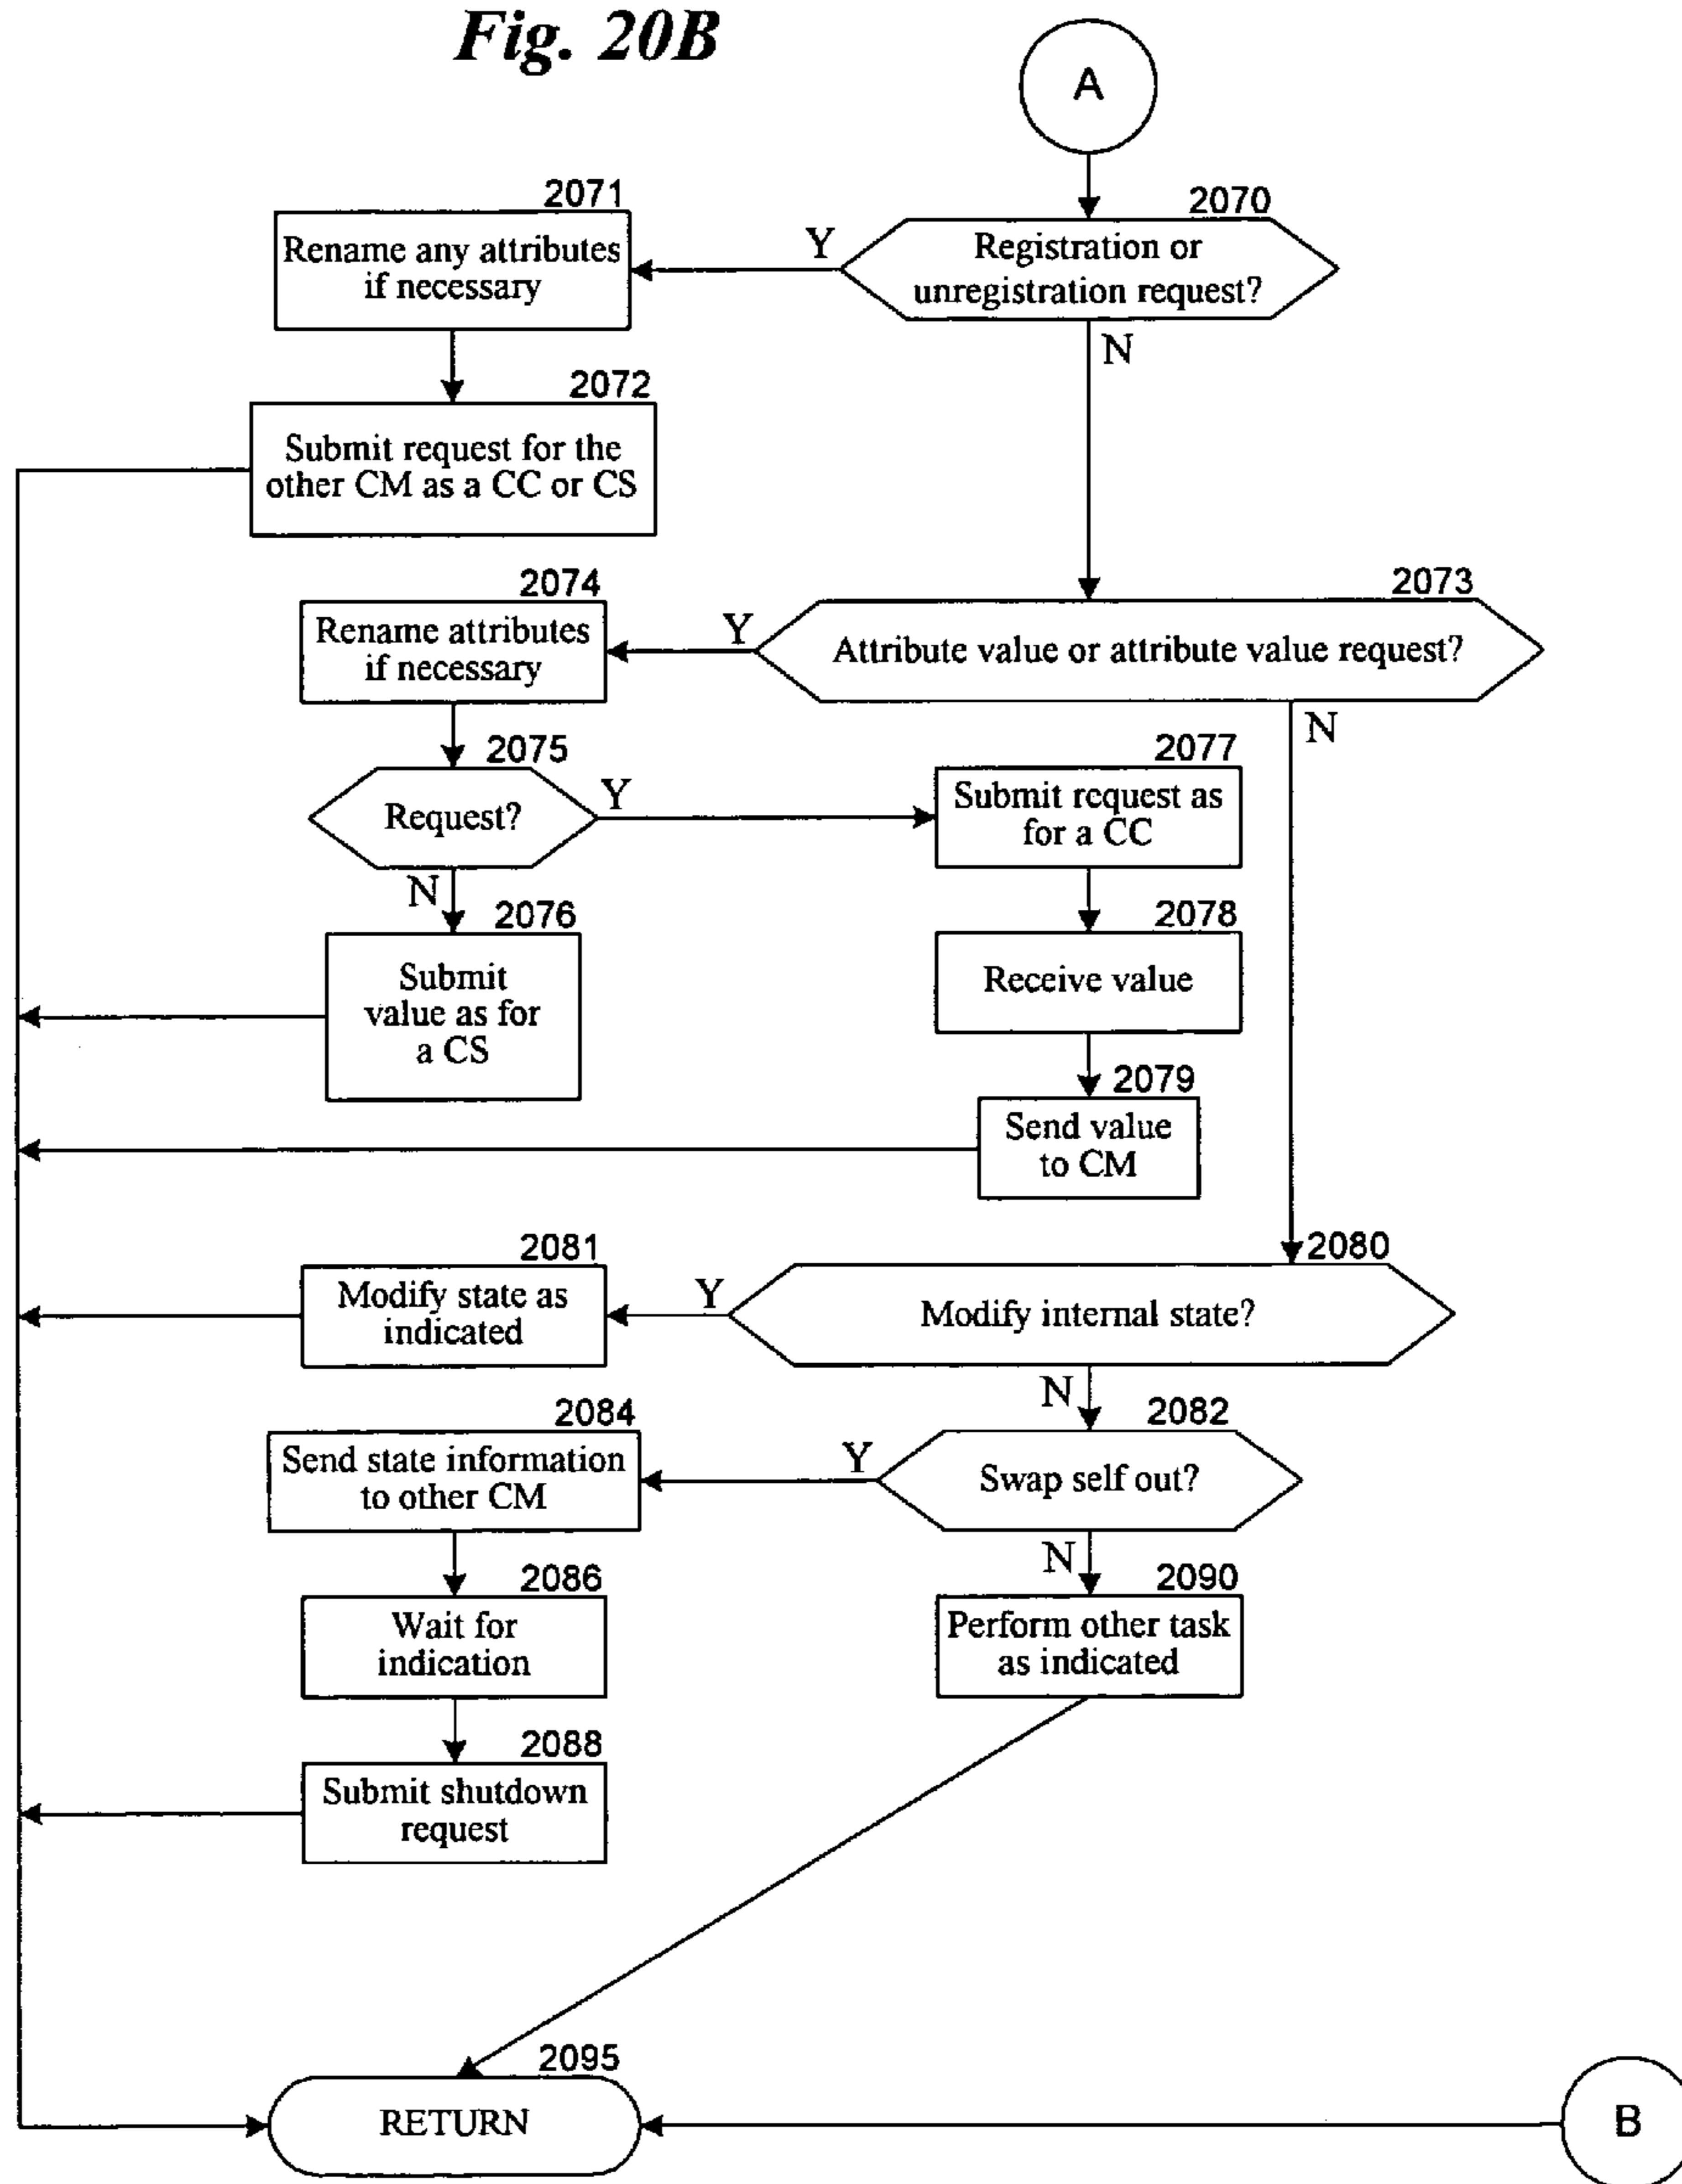 Fig. 20B
A
2071
2070
Rename any attributes
if necessary
Y
Registration or
unregistration request?
N
2072
Submit request for the
other CM as a CC or CS
2074
2073
Rename attributes
if necessary
Y
Attribute value or attribute value request?
N
2075
Request?
Y
2077
Submit request as
for a CC
N
2076
Submit
value as for
a CS
2078
Receive value
2079
Send value
to CM
2081
2080
Modify state as
indicated
Y
Modify internal state?
N
2084
2082
Send state information
to other CM
Y
Swap self out?
N
2086
2090
Wait for
indication
Perform other task
as indicated
2088
Submit shutdown
request
2095
RETURN
B